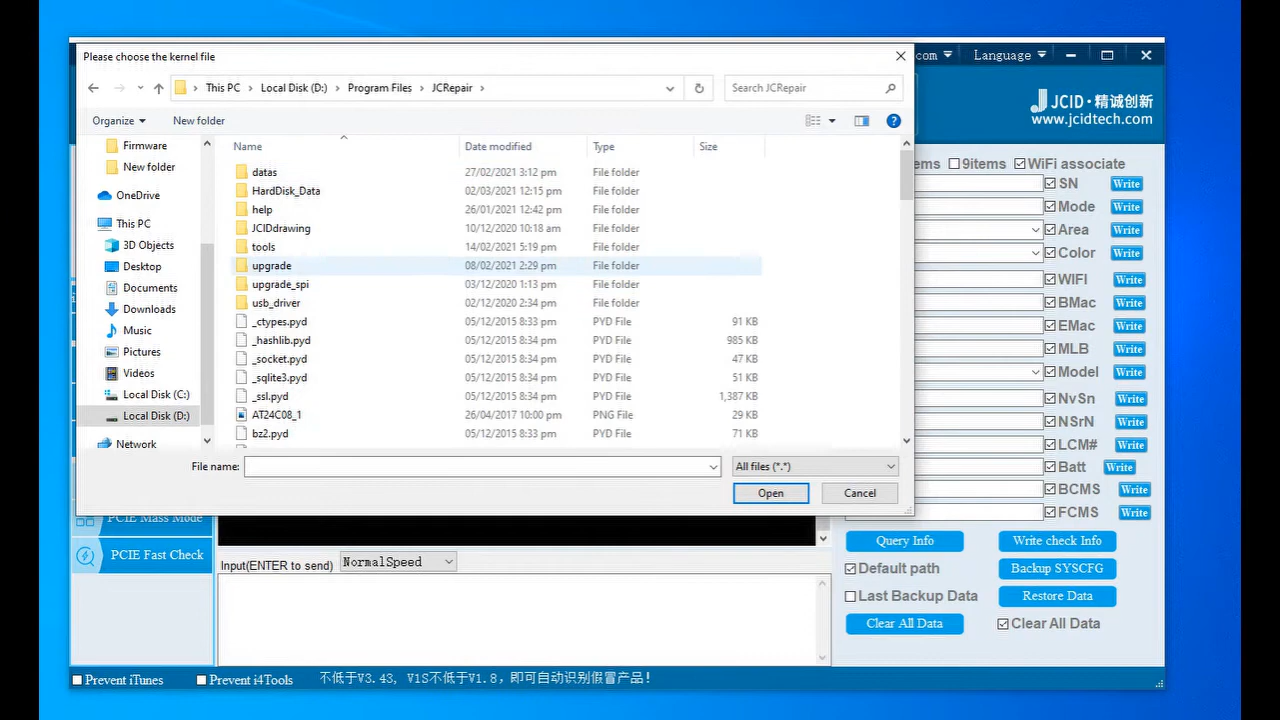 Please choose the kernel file
com
Language
This PC > Local Disk (D:) > Program Files > JCRepair >
Search JCRepair
Organize
New folder
JCID·精诚创新
www.jcidtech.com
Firmware
New folder
OneDrive
This PC
3D Objects
Desktop
Documents
Downloads
Music
Pictures
Videos
Local Disk (C:)
Local Disk (D:)
Network
Name Date modified Type Size
datas 27/02/2021 3:12 pm File folder
HardDisk_Data 02/03/2021 12:15 pm File folder
help 26/01/2021 12:42 pm File folder
JCIDdrawing 10/12/2020 10:18 am File folder
tools 14/02/2021 5:19 pm File folder
upgrade 08/02/2021 2:29 pm File folder
upgrade_spi 03/12/2020 1:13 pm File folder
usb_driver 02/12/2020 2:34 pm File folder
_ctypes.pyd 05/12/2015 8:33 pm PYD File 91 KB
_hashlib.pyd 05/12/2015 8:34 pm PYD File 985 KB
_socket.pyd 05/12/2015 8:34 pm PYD File 47 KB
_sqlite3.pyd 05/12/2015 8:34 pm PYD File 51 KB
_ssl.pyd 05/12/2015 8:34 pm PYD File 1,387 KB
AT24C08_1 26/04/2017 10:00 pm PNG File 29 KB
bz2.pyd 05/12/2015 8:33 pm PYD File 71 KB
File name:
All files (*.*)
Open
Cancel
ems 9items WiFi associate
SN Write
Mode Write
Area Write
Color Write
WIFI Write
BMac Write
EMac Write
MLB Write
Model Write
NvSn Write
NSrN Write
LCM# Write
Batt Write
BCMS Write
FCMS Write
PCIE Mass Mode
PCIE Fast Check
Input(ENTER to send)
NormalSpeed
Query Info
Write check Info
Default path
Backup SYSCFG
Last Backup Data
Restore Data
Clear All Data
Clear All Data
Prevent iTunes
Prevent i4Tools
不低于V3.43, V1S不低于V1.8, 即可自动识别假冒产品!